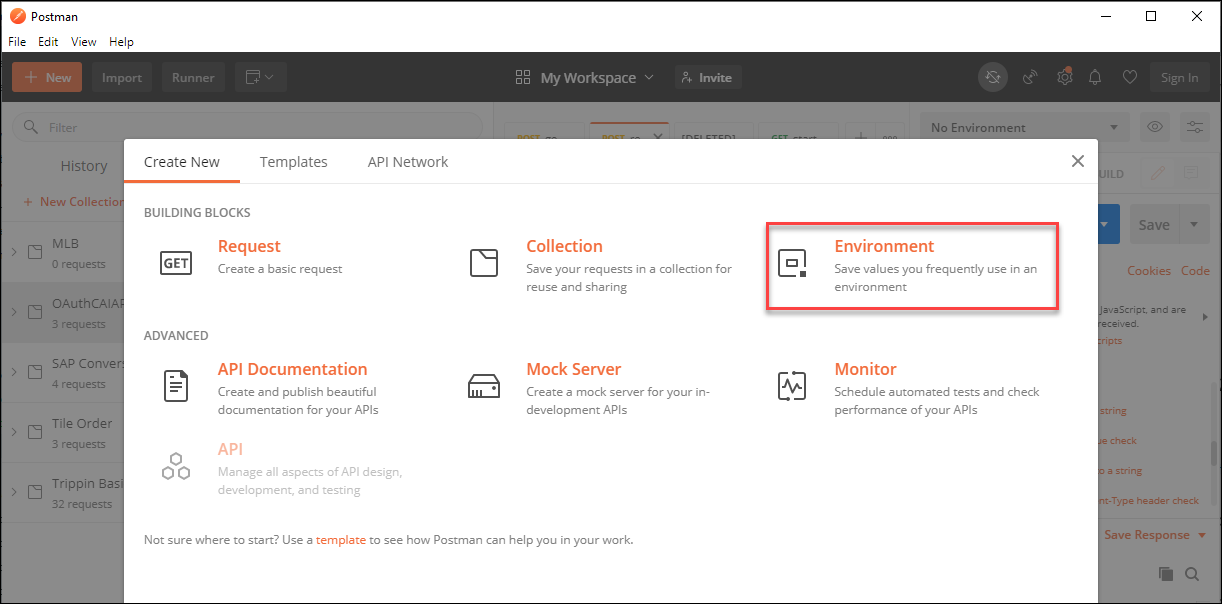 Postman
File Edit View Help
New Import Runner My Workspace Invite Sign In
Filter
No Environment
History
New Collection
MLB
0 requests
OAuthCAIAP
3 requests
SAP Convers
4 requests
Tile Order
3 requests
Trippin Basi
32 requests
Create New Templates API Network
BUILDING BLOCKS
GET
Request
Create a basic request
Collection
Save your requests in a collection for
reuse and sharing
Environment
Save values you frequently use in an
environment
ADVANCED
API Documentation
Create and publish beautiful
documentation for your APIs
Mock Server
Create a mock server for your in-
development APIs
Monitor
Schedule automated tests and check
performance of your APIs
API
Manage all aspects of API design,
development, and testing
Not sure where to start? Use a template to see how Postman can help you in your work.
UILD
Save
Cookies Code
JavaScript, and are
received.
cripts
string
ue check
o a string
nt-Type header check
Save Response